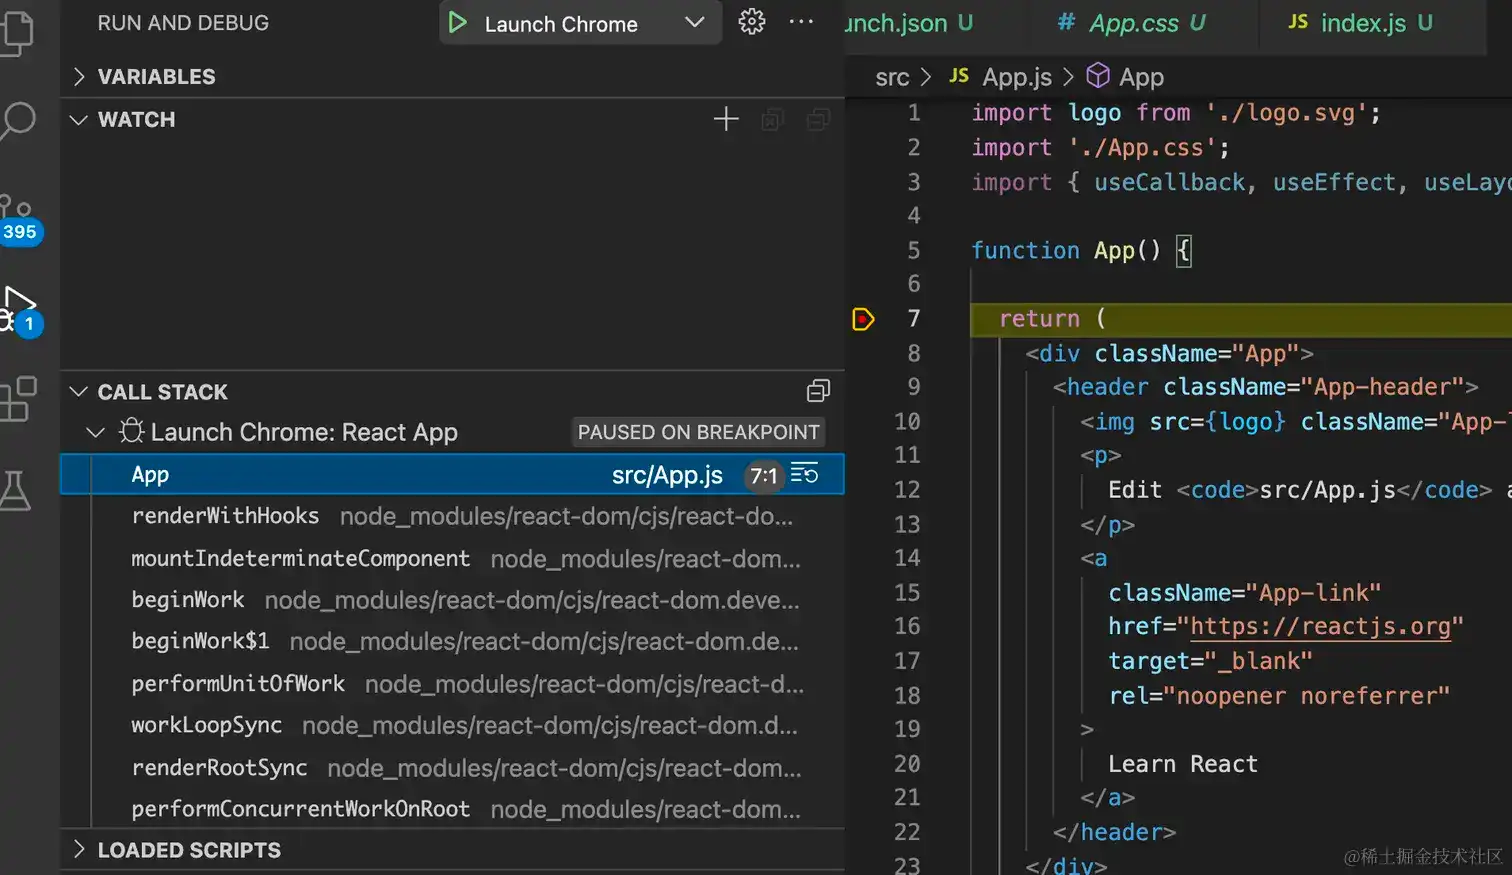 RUN AND DEBUG
Launch Chrome
VARIABLES
WATCH
395
1
CALL STACK
Launch Chrome: React App PAUSED ON BREAKPOINT
App src/App.js 7:1
renderWithHooks node_modules/react-dom/cjs/react-do...
mountIndeterminateComponent node_modules/react-dom...
beginWork node_modules/react-dom/cjs/react-dom.deve...
beginWork$1 node_modules/react-dom/cjs/react-dom.de...
performUnitOfWork node_modules/react-dom/cjs/react-d...
workLoopSync node_modules/react-dom/cjs/react-dom.d...
renderRootSync node_modules/react-dom/cjs/react-dom...
performConcurrentWorkOnRoot node_modules/react-dom...
LOADED SCRIPTS
unch.json U # App.css U JS index.js U
src > JS App.js > App
1 import logo from './logo.svg';
2 import './App.css';
3 import { useCallback, useEffect, useLayo
4
5 function App() {
6
7 return (
8 <div className="App">
9 <header className="App-header">
10 <img src={logo} className="App-l
11 <p>
12 Edit <code>src/App.js</code> a
13 </p>
14 <a
15 className="App-link"
16 href="https://reactjs.org"
17 target="_blank"
18 rel="noopener noreferrer"
19 >
20 Learn React
21 </a>
22 </header>
23 </div>
@稀土掘金技术社区